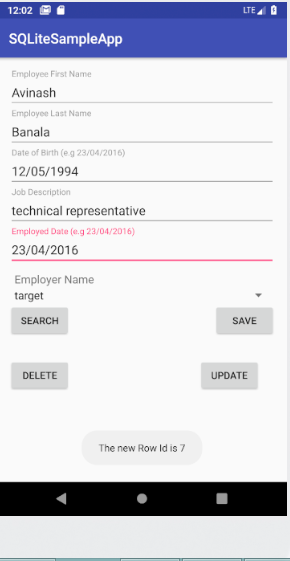 12:02 LTE
SQLiteSampleApp
Employee First Name
Avinash
Employee Last Name
Banala
Date of Birth (e.g 23/04/2016)
12/05/1994
Job Description
technical representative
Employed Date (e.g 23/04/2016)
23/04/2016
Employer Name
target
SEARCH SAVE
DELETE UPDATE
The new Row Id is 7